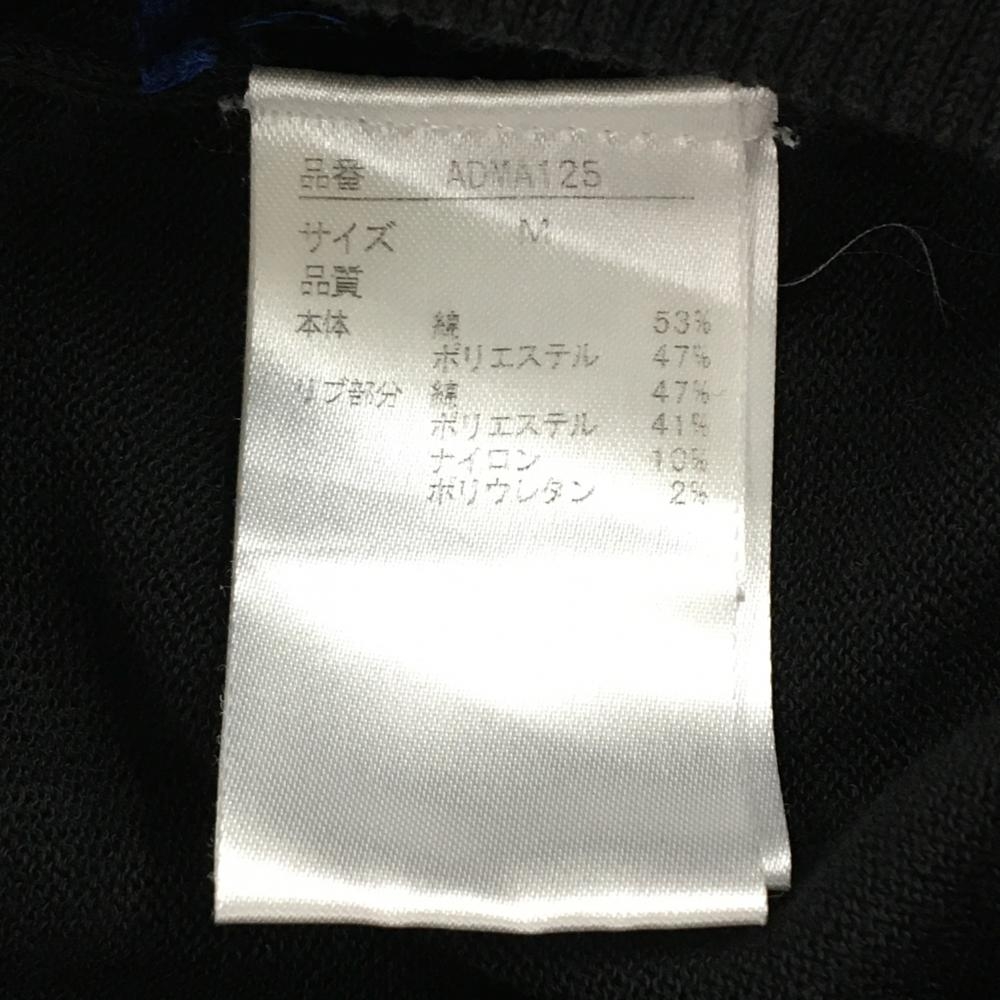 品番 ADMA125
サイズ M
品質
本体 綿 53%
ポリエステル 47%
リブ部分 綿 47%
ポリエステル 41%
ナイロン 10%
ポリウレタン 2%